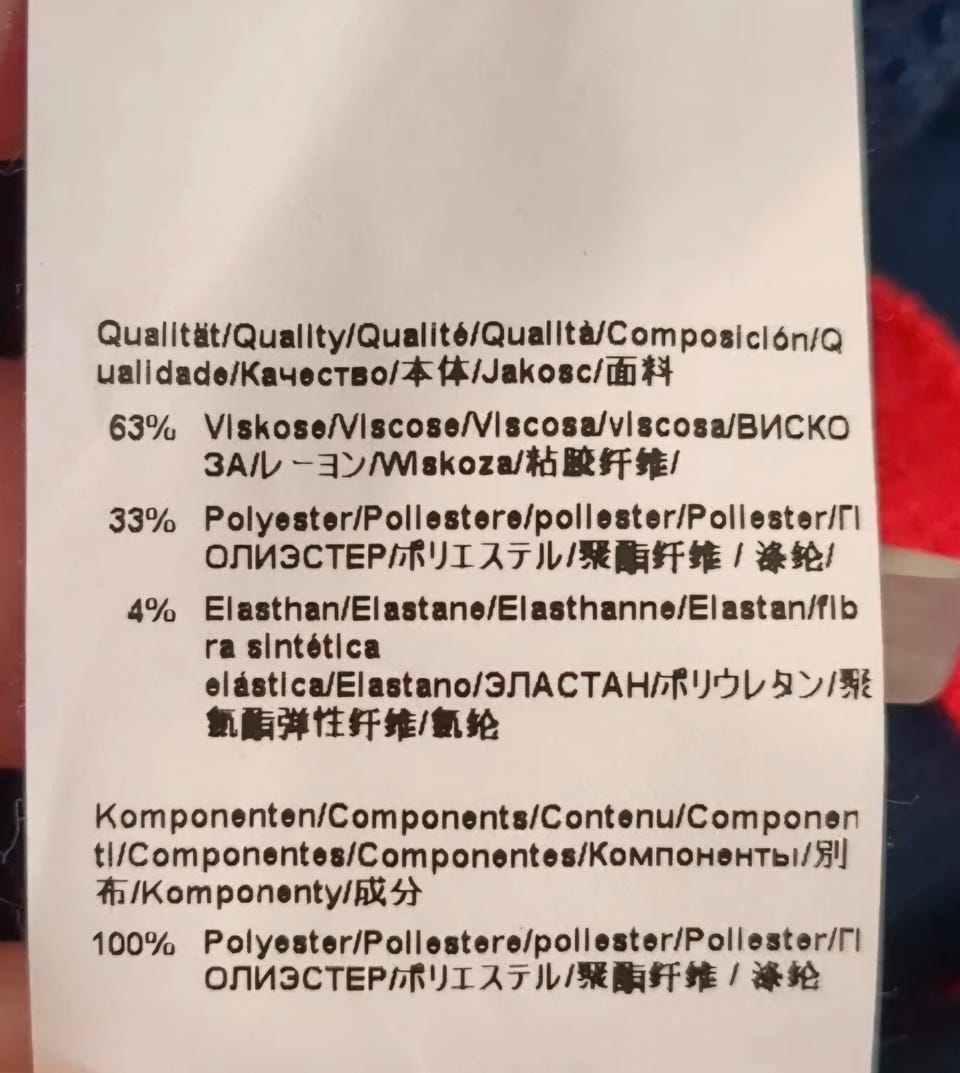 Qualität/Quality/Qualité/Qualità/Composición/Q
ualidade/Качество/本体/Jakosc/面料
63% Viskose/Viscose/Viscosa/viscosa/ВИСКО
ЗА/レーヨン/Wiskoza/粘胶纤维/
33% Polyester/Poliestere/poliester/Poliester/П
ОЛИЭСТЕР/ポリエステル/聚酯纤维 / 涤纶/
4% Elasthan/Elastane/Elasthanne/Elastan/fib
ra sintética
elástica/Elastano/ЭЛАСТАН/ポリウレタン/聚
氨酯弹性纤维/氨纶
Komponenten/Components/Contenu/Componen
ti/Componentes/Componentes/Компоненты/別
布/Komponenty/成分
100% Polyester/Poliestere/poliester/Poliester/П
ОЛИЭСТЕР/ポリエステル/聚酯纤维 / 涤纶